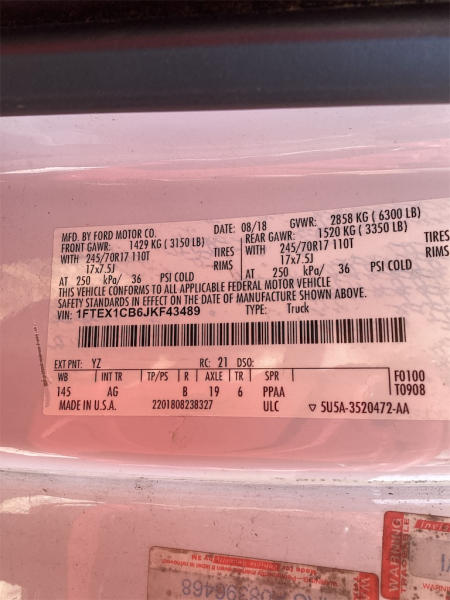 MFD. BY FORD MOTOR CO. 08/18 GVWR: 2858 KG ( 6300 LB)
FRONT GAWR: 1429 KG ( 3150 LB) REAR GAWR: 1520 KG ( 3350 LB)
WITH 245/70R17 110T TIRES WITH 245/70R17 110T TIRES
17x7.5J RIMS 17x7.5J RIMS
AT 250 kPa/ 36 PSI COLD AT 250 kPa/ 36 PSI COLD
THIS VEHICLE CONFORMS TO ALL APPLICABLE FEDERAL MOTOR VEHICLE
SAFETY STANDARDS IN EFFECT ON THE DATE OF MANUFACTURE SHOWN ABOVE.
VIN: 1FTEX1CB6JKF43489 TYPE: Truck
EXT PNT: YZ RC: 21 DSO:
WB INT TR TP/PS R AXLE TR SPR F0100
145 AG B 19 6 PPAA T0908
MADE IN U.S.A. 2201808238327 ULC ▽ 5U5A-3520472-AA
WARNING
WARNING